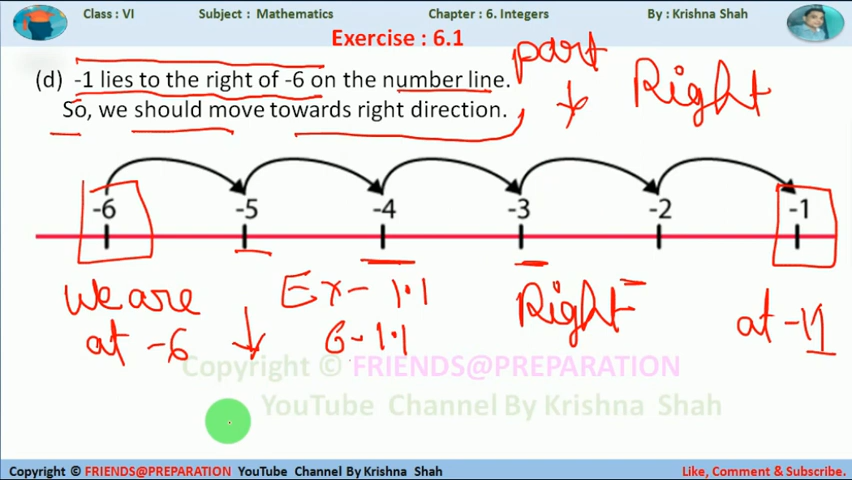 Class : VI Subject : Mathematics Chapter : 6. Integers By : Krishna Shah
Exercise : 6.1
(d) -1 lies to the right of -6 on the number line.
So, we should move towards right direction.
part
Right
-6 -5 -4 -3 -2 -1
We are
at -6
Ex- 1.1
6-1.1
Right
at -11
Copyright © FRIENDS@PREPARATION
YouTube Channel By Krishna Shah
Copyright © FRIENDS@PREPARATION YouTube Channel By Krishna Shah Like, Comment & Subscribe.